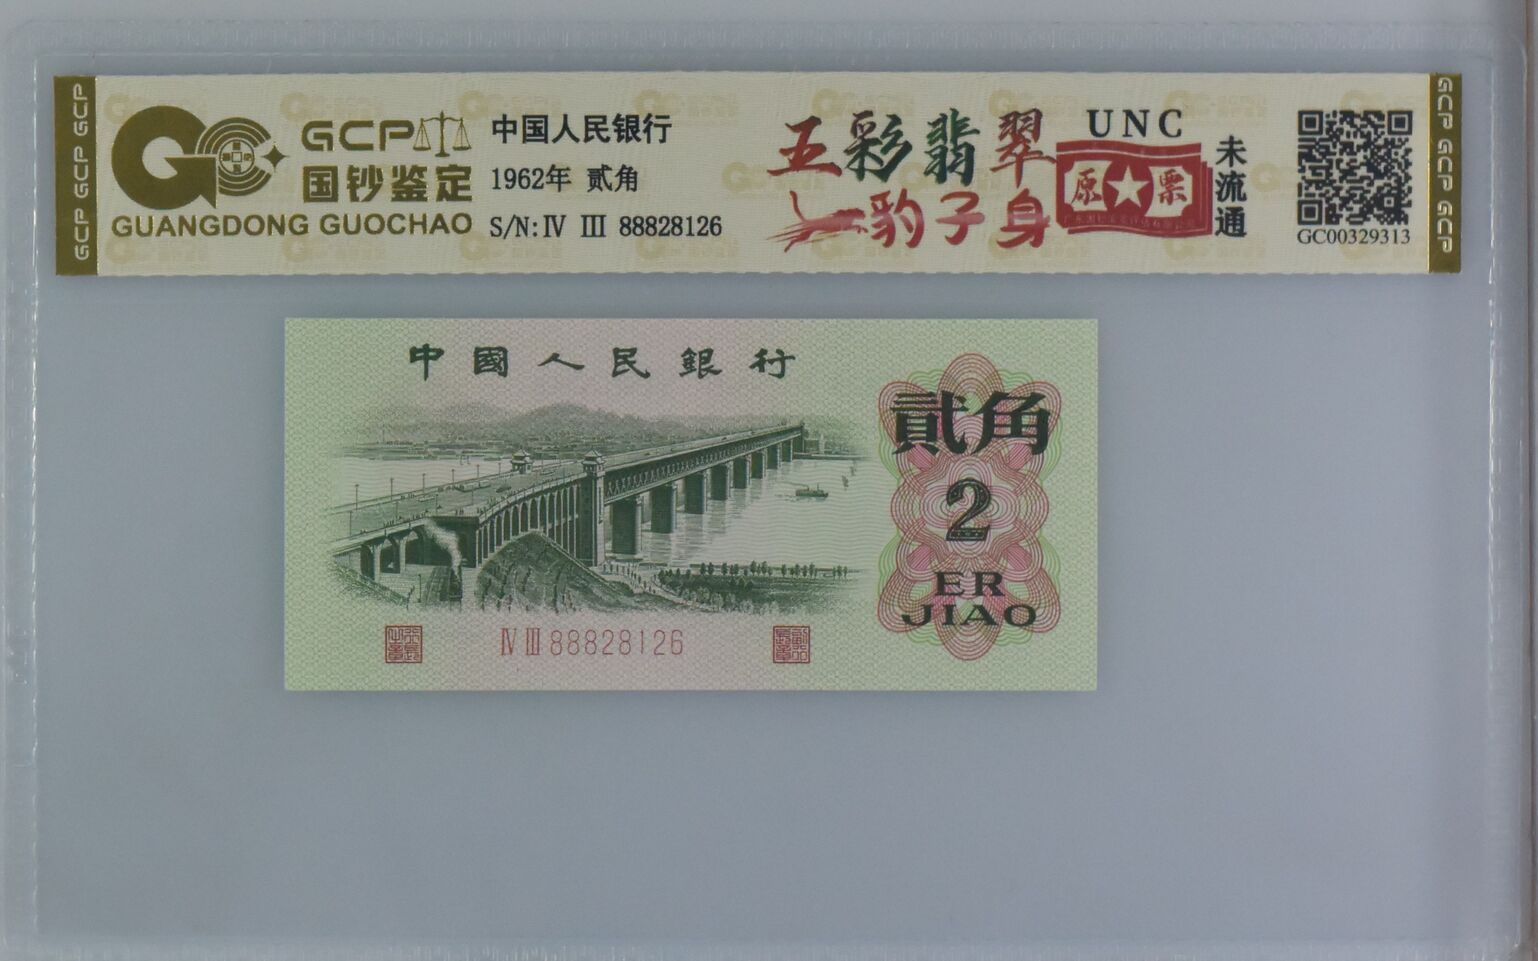 GCP GCP GCP
GCP
国钞鉴定
GUANGDONG GUOCHAO
中国人民银行
1962年 贰角
S/N: IV III 88828126
五彩翡翠
豹子身
UNC
原票
未流通
GC00329313
GCP GCP GCP
中國人民銀行
貳角
2
ER
JIAO
IV III 88828126